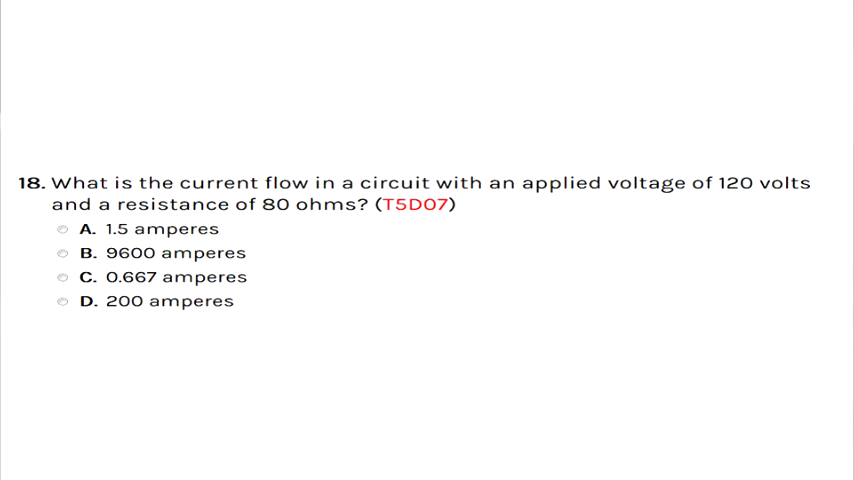 18. What is the current flow in a circuit with an applied voltage of 120 volts
and a resistance of 80 ohms? (T5D07)
A. 1.5 amperes
B. 9600 amperes
C. 0.667 amperes
D. 200 amperes